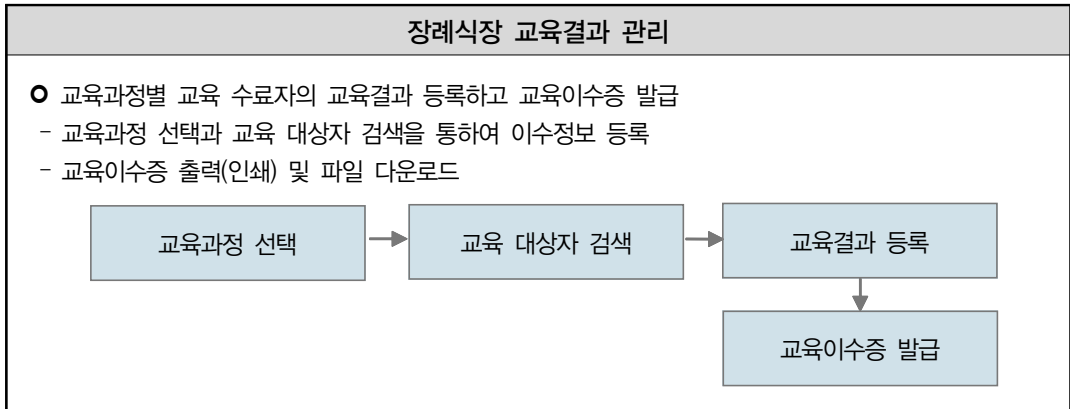 장례식장 교육결과 관리
○ 교육과정별 교육 수료자의 교육결과 등록하고 교육이수증 발급
- 교육과정 선택과 교육 대상자 검색을 통하여 이수정보 등록
- 교육이수증 출력(인쇄) 및 파일 다운로드
교육과정 선택
교육 대상자 검색
교육결과 등록
교육이수증 발급